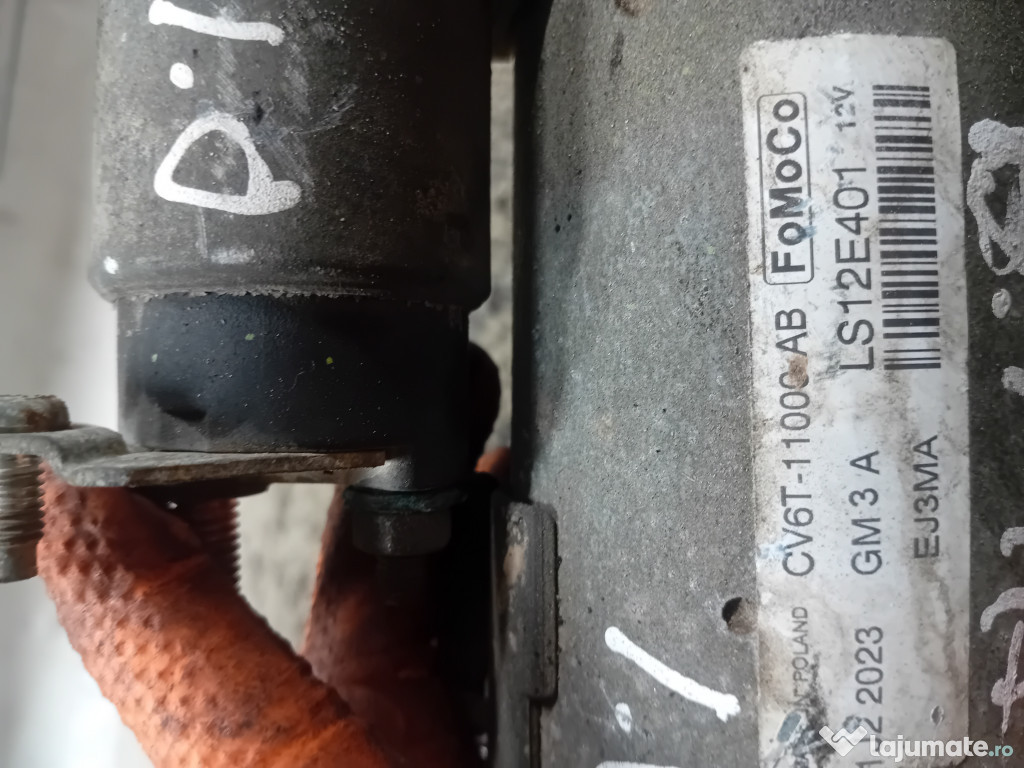 FoMoCo
CV6T-11000-AB
POLAND
LS12E401 12V
GM 3 A
2023
EJ3MA
D.I
lajumate.ro